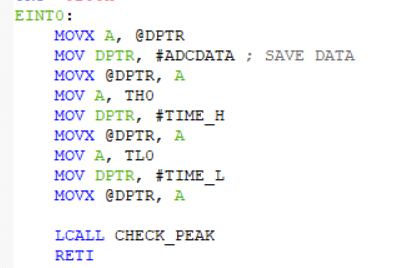 EINT0:
MOVX A, @DPTR
MOV DPTR, #ADCDATA ; SAVE DATA
MOVX @DPTR, A
MOV A, TH0
MOV DPTR, #TIME_H
MOVX @DPTR, A
MOV A, TL0
MOV DPTR, #TIME_L
MOVX @DPTR, A
LCALL CHECK_PEAK
RETI